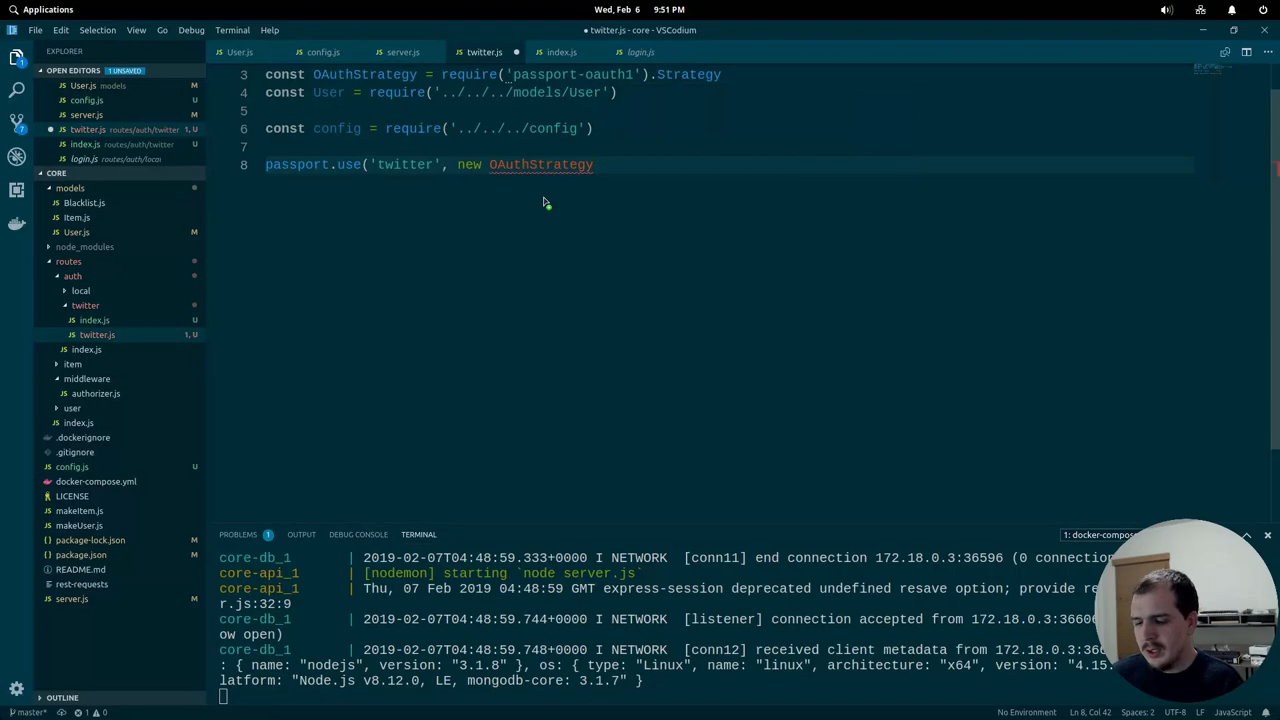 Applications
Wed, Feb 6 9:51 PM
File Edit Selection View Go Debug Terminal Help
● twitter.js - core - VSCodium
EXPLORER
User.js config.js server.js twitter.js index.js login.js
OPEN EDITORS 1 UNSAVED
User.js models M
config.js U
server.js M
twitter.js routes/auth/twitter 1, U
index.js routes/auth/twitter U
login.js routes/auth/local
CORE
models
Blacklist.js
Item.js
User.js M
node_modules
routes
auth
local
twitter
index.js U
twitter.js 1, U
index.js
item
middleware
authorizer.js
user
index.js
.dockerignore
.gitignore
config.js U
docker-compose.yml
LICENSE
makeItem.js
makeUser.js
package-lock.json M
package.json M
README.md
rest-requests
server.js M
OUTLINE
3 const OAuthStrategy = require('passport-oauth1').Strategy
4 const User = require('../../../models/User')
5
6 const config = require('../../../config')
7
8 passport.use('twitter', new OAuthStrategy
PROBLEMS 1 OUTPUT DEBUG CONSOLE TERMINAL
1: docker-compo
core-db_1 | 2019-02-07T04:48:59.333+0000 I NETWORK [conn11] end connection 172.18.0.3:36596 (0 connection
core-api_1 | [nodemon] starting `node server.js`
core-api_1 | Thu, 07 Feb 2019 04:48:59 GMT express-session deprecated undefined resave option; provide re
r.js:32:9
core-db_1 | 2019-02-07T04:48:59.744+0000 I NETWORK [listener] connection accepted from 172.18.0.3:3660
ow open)
core-db_1 | 2019-02-07T04:48:59.748+0000 I NETWORK [conn12] received client metadata from 172.18.0.3:36
: { name: "nodejs", version: "3.1.8" }, os: { type: "Linux", name: "linux", architecture: "x64", version: "4.15.
latform: "Node.js v8.12.0, LE, mongodb-core: 3.1.7" }
master* 1 0
No Environment Ln 8, Col 42 Spaces: 2 UTF-8 LF JavaScript